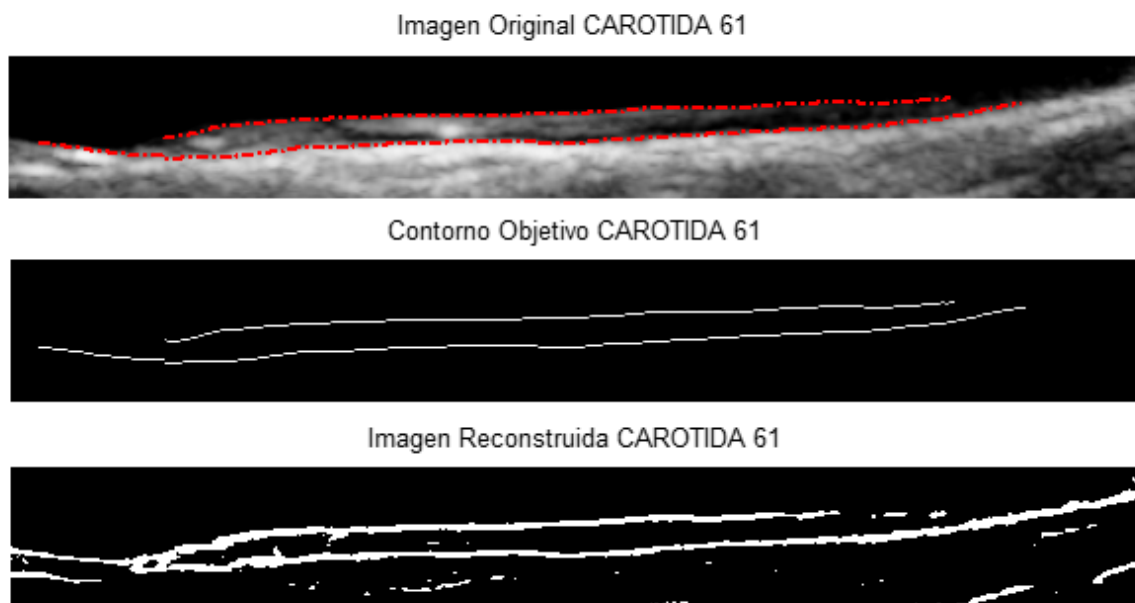 Imagen Original CAROTIDA 61
Contorno Objetivo CAROTIDA 61
Imagen Reconstruida CAROTIDA 61